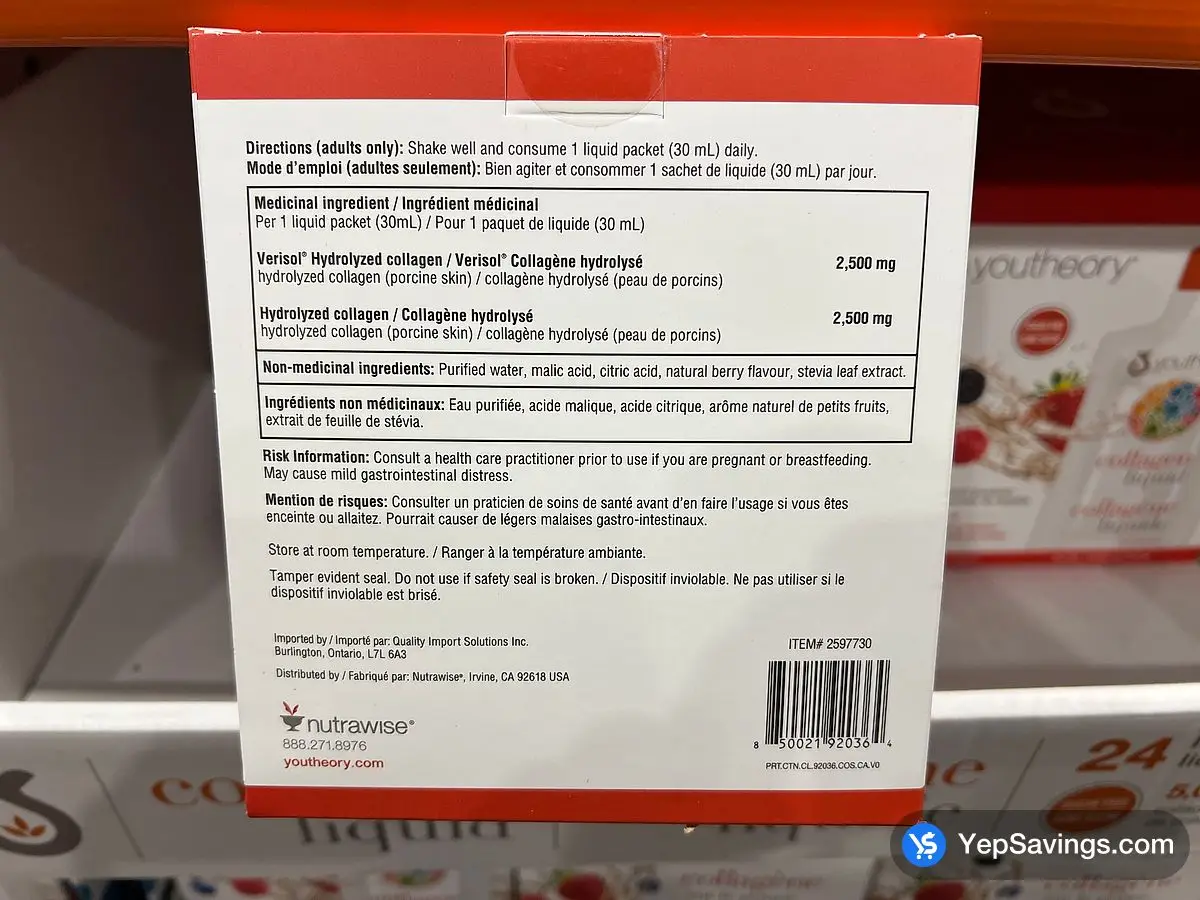 Directions (adults only): Shake well and consume 1 liquid packet (30 mL) daily.
Mode d'emploi (adultes seulement): Bien agiter et consommer 1 sachet de liquide (30 mL) par jour.
Medicinal ingredient / Ingrédient médicinal
Per 1 liquid packet (30mL) / Pour 1 paquet de liquide (30 mL)
Verisol® Hydrolyzed collagen / Verisol® Collagène hydrolysé 2,500 mg
hydrolyzed collagen (porcine skin) / collagène hydrolysé (peau de porcins)
Hydrolyzed collagen / Collagène hydrolysé 2,500 mg
hydrolyzed collagen (porcine skin) / collagène hydrolysé (peau de porcins)
Non-medicinal ingredients: Purified water, malic acid, citric acid, natural berry flavour, stevia leaf extract.
Ingrédients non médicinaux: Eau purifiée, acide malique, acide citrique, arôme naturel de petits fruits,
extrait de feuille de stévia.
Risk Information: Consult a health care practitioner prior to use if you are pregnant or breastfeeding.
May cause mild gastrointestinal distress.
Mention de risques: Consulter un praticien de soins de santé avant d'en faire l'usage si vous êtes
enceinte ou allaitez. Pourrait causer de légers malaises gastro-intestinaux.
Store at room temperature. / Ranger à la température ambiante.
Tamper evident seal. Do not use if safety seal is broken. / Dispositif inviolable. Ne pas utiliser si le
dispositif inviolable est brisé.
Imported by / Importé par: Quality Import Solutions Inc.
Burlington, Ontario, L7L 6A3
Distributed by / Fabriqué par: Nutrawise®, Irvine, CA 92618 USA
nutrawise®
888.271.8976
youtheory.com
ITEM# 2597730
8 50021 92036 4
PRT.CTN.CL.92036.COS.CA.V0
youtheory
collagen
liquid
collagène
co
liquid
24
collagène
YepSavings.com